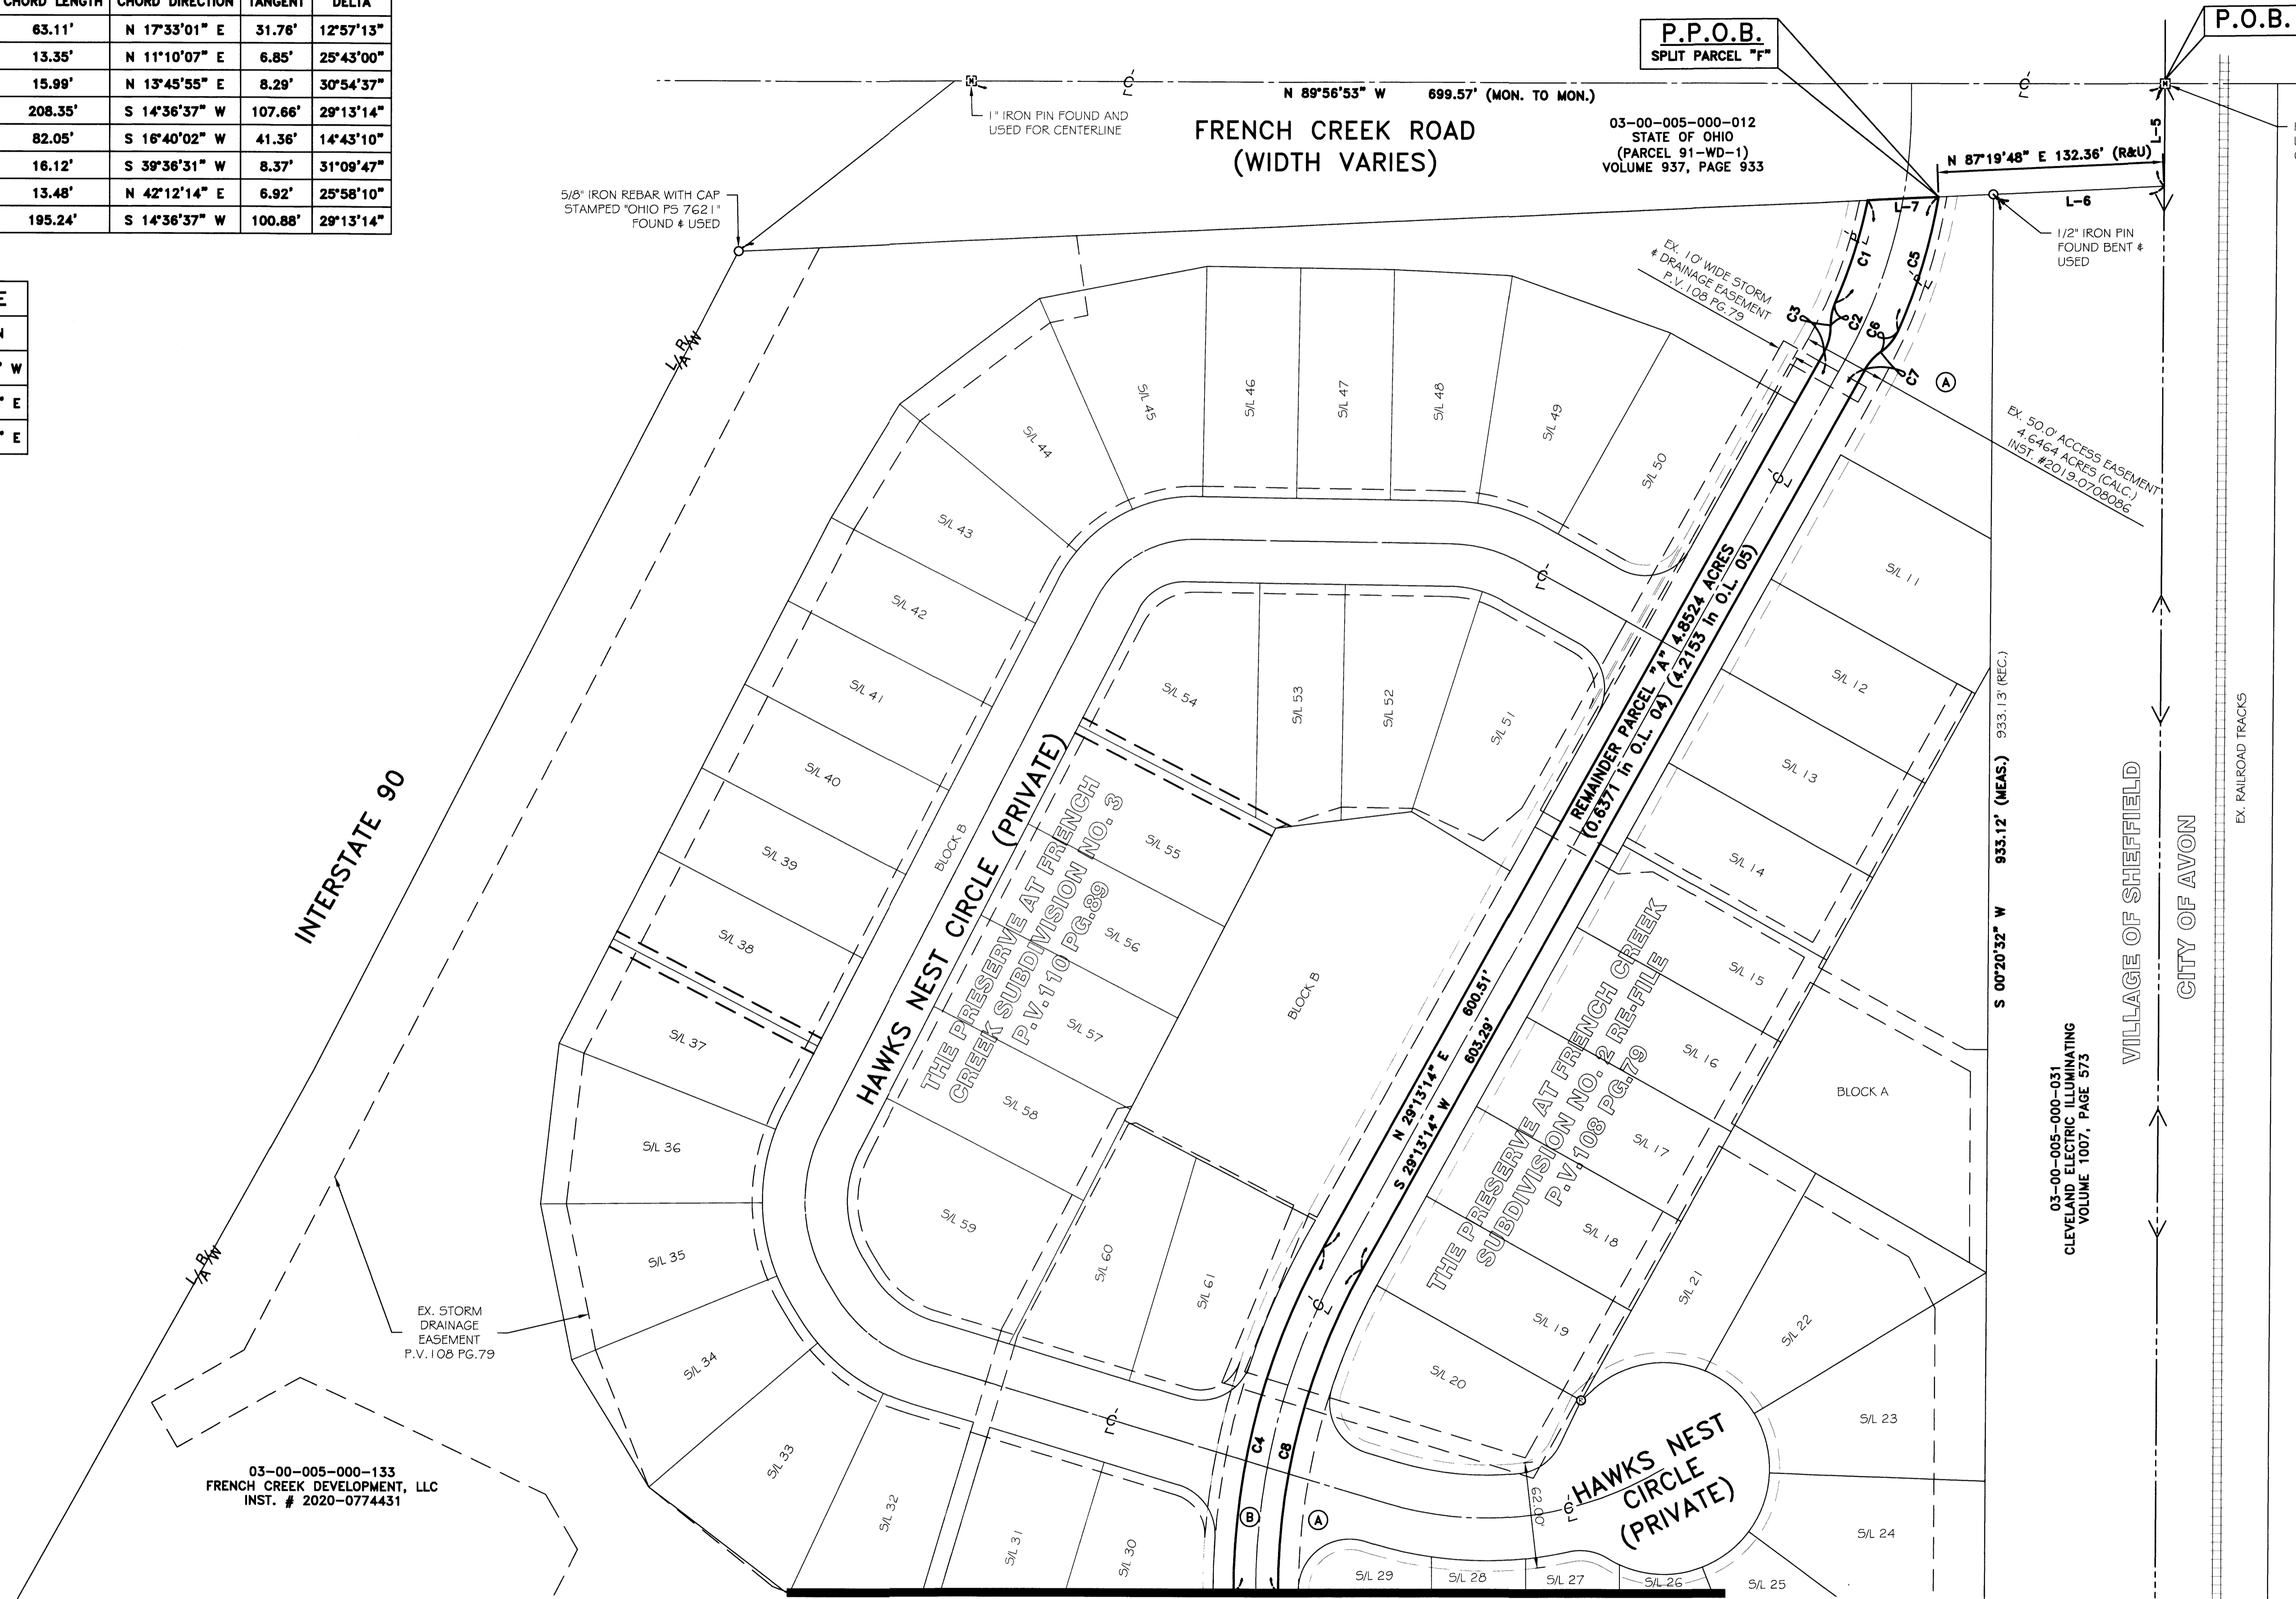 CHORD LENGTH CHORD DIRECTION TANGENT DELTA
63.11' N 17°33'01" E 31.76' 12°57'13"
13.35' N 11°10'07" E 6.85' 25°43'00"
15.99' N 13°45'55" E 8.29' 30°54'37"
208.35' S 14°36'37" W 107.66' 29°13'14"
82.05' S 16°40'02" W 41.36' 14°43'10"
16.12' S 39°36'31" W 8.37' 31°09'47"
13.48' N 42°12'14" E 6.92' 25°58'10"
195.24' S 14°36'37" W 100.88' 29°13'14"
E
N
" W
" E
" E
P.P.O.B.
SPLIT PARCEL "F"
P.O.B.
N 89°56'53" W 699.57' (MON. TO MON.)
1" IRON PIN FOUND AND
USED FOR CENTERLINE
FRENCH CREEK ROAD
(WIDTH VARIES)
03-00-005-000-012
STATE OF OHIO
(PARCEL 91-WD-1)
VOLUME 937, PAGE 933
L-5
N 87°19'48" E 132.36' (R&U)
L-6
L-7
5/8" IRON REBAR WITH CAP
STAMPED "OHIO PS 7621"
FOUND & USED
1/2" IRON PIN
FOUND BENT &
USED
EX. 10' WIDE STORM
& DRAINAGE EASEMENT
P.V.108 PG.79
C1
C5
C3
C2
C6
C7
A
EX. 50.0' ACCESS EASEMENT
4.6464 ACRES (CALC.)
INST. #2019-0708086
L/A R/W
S/L 44
S/L 45
S/L 46
S/L 47
S/L 48
S/L 49
S/L 50
S/L 43
S/L 42
S/L 41
S/L 40
S/L 39
S/L 38
S/L 37
S/L 36
S/L 35
S/L 34
S/L 33
S/L 32
S/L 31
S/L 30
S/L 54
S/L 53
S/L 52
S/L 51
S/L 55
S/L 56
S/L 57
S/L 58
S/L 59
S/L 60
S/L 61
BLOCK B
BLOCK B
HAWKS NEST CIRCLE (PRIVATE)
THE PRESERVE AT FRENCH
CREEK SUBDIVISION NO. 3
P.V.110 PG.89
REMAINDER PARCEL "A" 4.8524 ACRES
(0.6371 in O.L. 04) (4.2153 in O.L. 05)
N 29°13'14" E 600.51'
S 29°13'14" W 603.29'
S/L 11
S/L 12
S/L 13
S/L 14
S/L 15
S/L 16
S/L 17
S/L 18
S/L 19
S/L 20
S/L 21
S/L 22
S/L 23
S/L 24
S/L 25
S/L 26
S/L 27
S/L 28
S/L 29
THE PRESERVE AT FRENCH CREEK
SUBDIVISION NO. 2 RE-FILE
P.V.108 PG.79
BLOCK A
S 00°20'32" W 933.12' (MEAS.) 933.13' (REC.)
03-00-005-000-031
CLEVELAND ELECTRIC ILLUMINATING
VOLUME 1007, PAGE 573
VILLAGE OF SHEFFIELD
CITY OF AVON
EX. RAILROAD TRACKS
INTERSTATE 90
L/A R/W
EX. STORM
DRAINAGE
EASEMENT
P.V.108 PG.79
03-00-005-000-133
FRENCH CREEK DEVELOPMENT, LLC
INST. # 2020-0774431
C4
C8
B
A
62.00'
HAWKS NEST
CIRCLE
(PRIVATE)